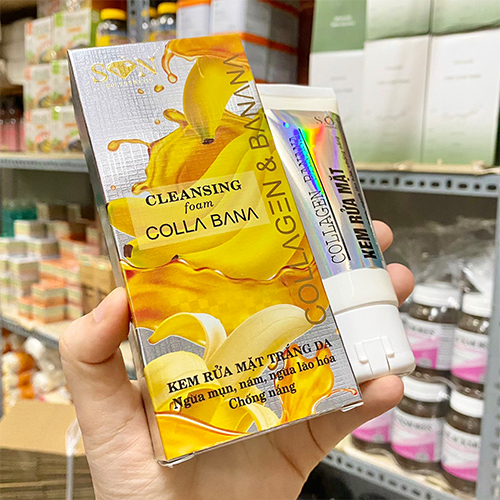 SON
CLEANSING
foam
COLLA BANA
COLLAGEN & BANANA
KEM RỬA MẶT TRẮNG DA
Ngừa mụn, nám, ngừa lão hóa
Chống nắng
COLLAGEN BANANA
KEM RỬA MẶT